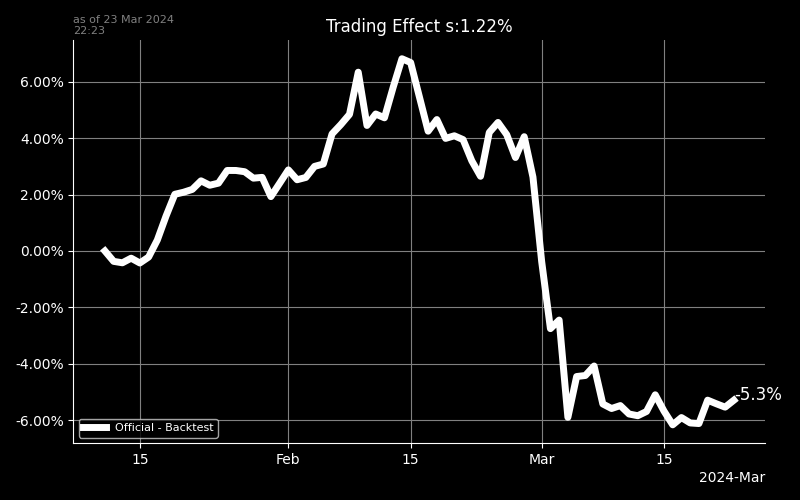 as of 23 Mar 2024
22:23
Trading Effect s:1.22%
6.00%
4.00%
2.00%
0.00%
-2.00%
-4.00%
-6.00%
-5.3%
Official - Backtest
15
Feb
15
Mar
15
2024-Mar